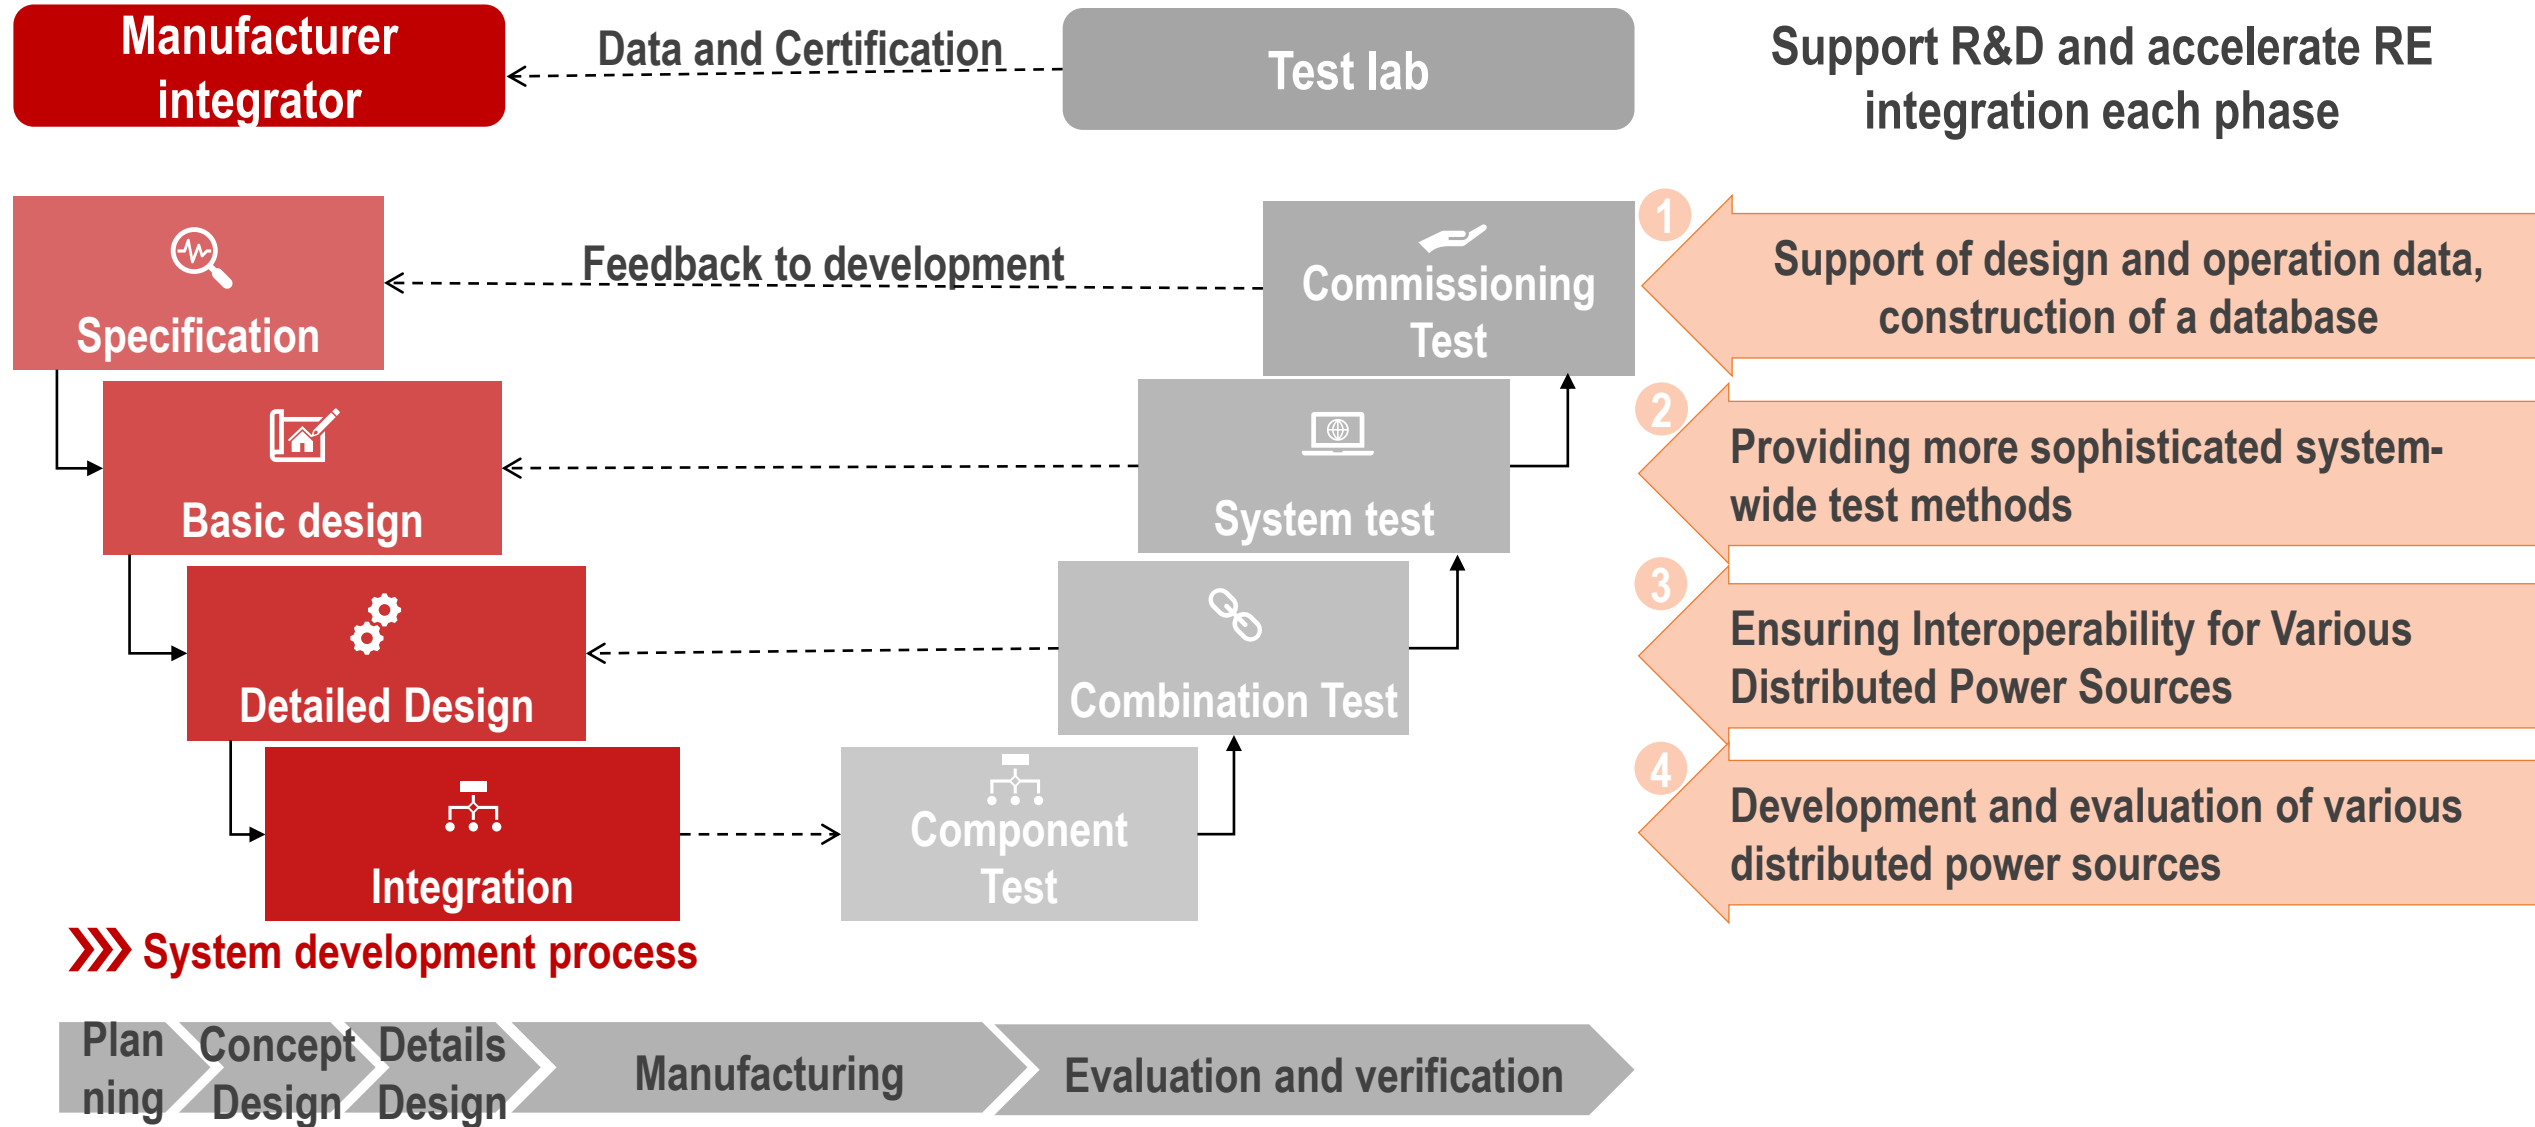 Manufacturer
integrator
Data and Certification
Test lab
Support R&D and accelerate RE
integration each phase
Specification
Feedback to development
Commissioning
Test
1
Support of design and operation data,
construction of a database
Basic design
System test
2
Providing more sophisticated system-
wide test methods
Detailed Design
Combination Test
3
Ensuring Interoperability for Various
Distributed Power Sources
Integration
Component
Test
4
Development and evaluation of various
distributed power sources
System development process
Plan
ning
Concept
Design
Details
Design
Manufacturing
Evaluation and verification